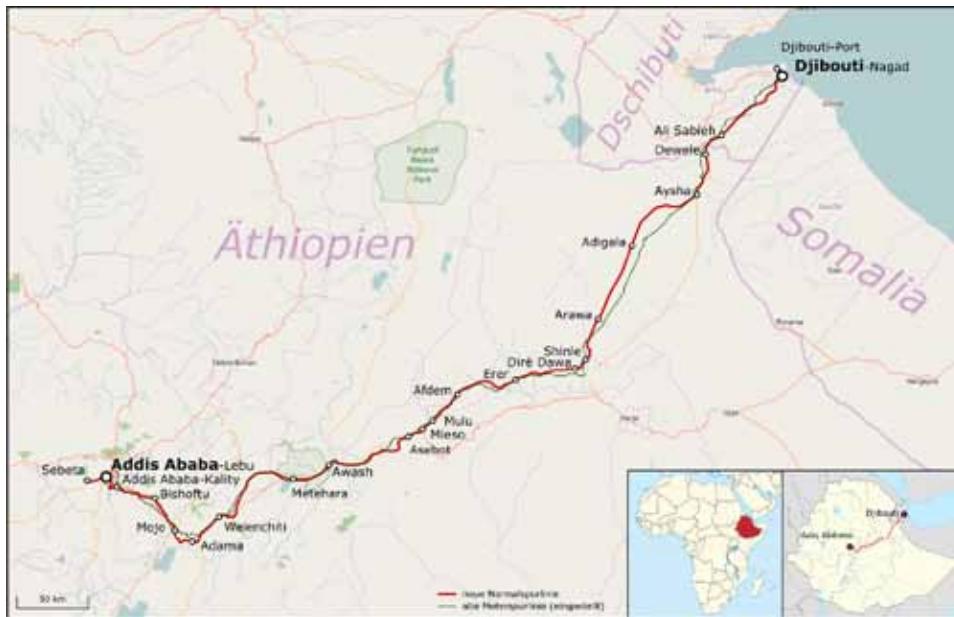 Djibouti-Port
Djibouti-Nagad
Dschibuti
Ali Sabieh
Dewele
Aysha
Äthiopien
Somalia
Adigala
Arawa
Shinile
Dire Dawa
Erer
Afdem
Mulu
Mieso
Asebot
Addis Ababa-Lebu
Sebeta
Addis Ababa-Kality
Bishoftu
Awash
Metehara
Mojo
Welenchiti
Adama
Djibouti
Addis Ababa
50 km
neue Normalspurlinie
alte Meterspurlinie (eingestellt)